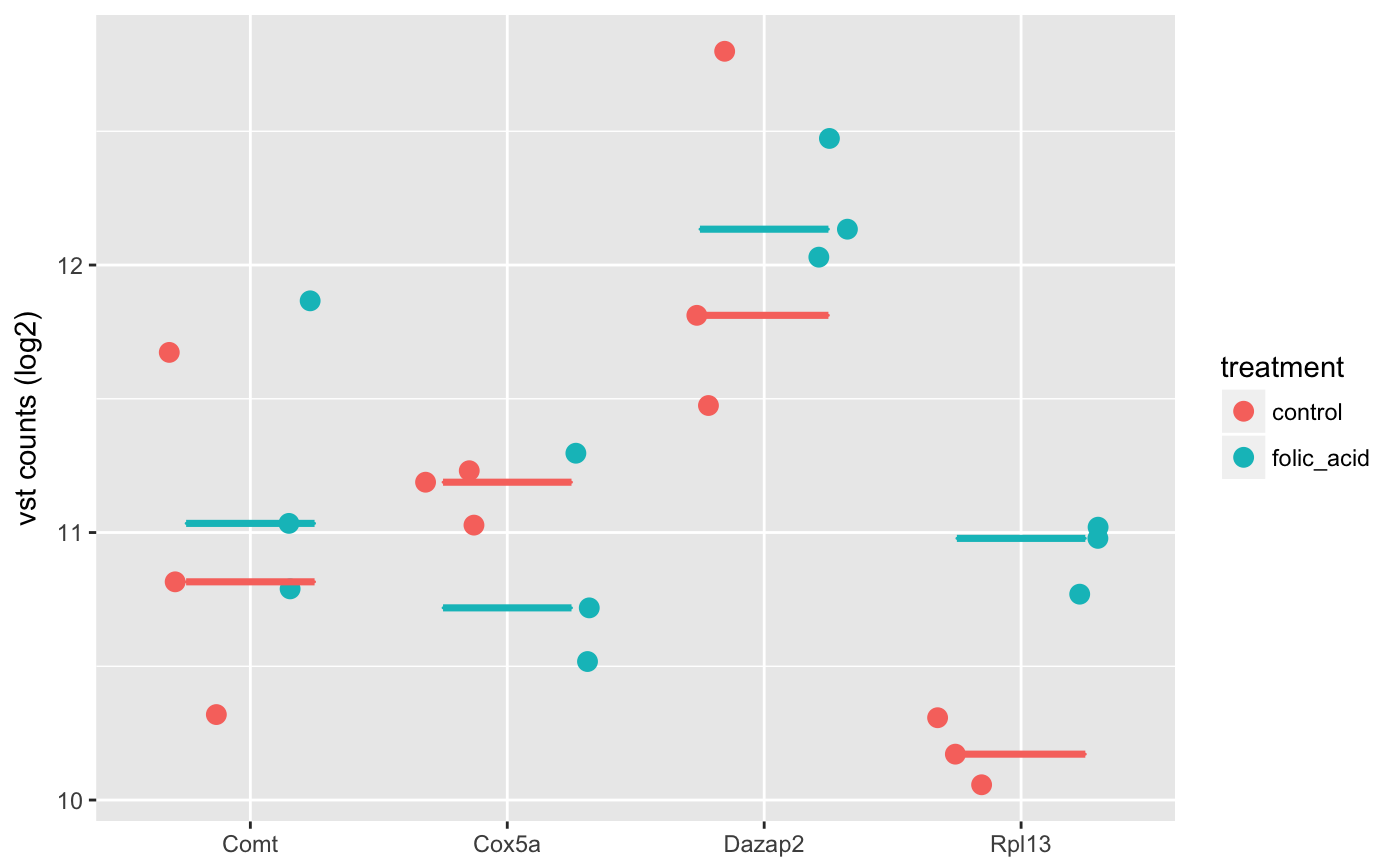 vst counts (log2)
12
11
10
Comt
Cox5a
Dazap2
Rpl13
treatment
control
folic_acid